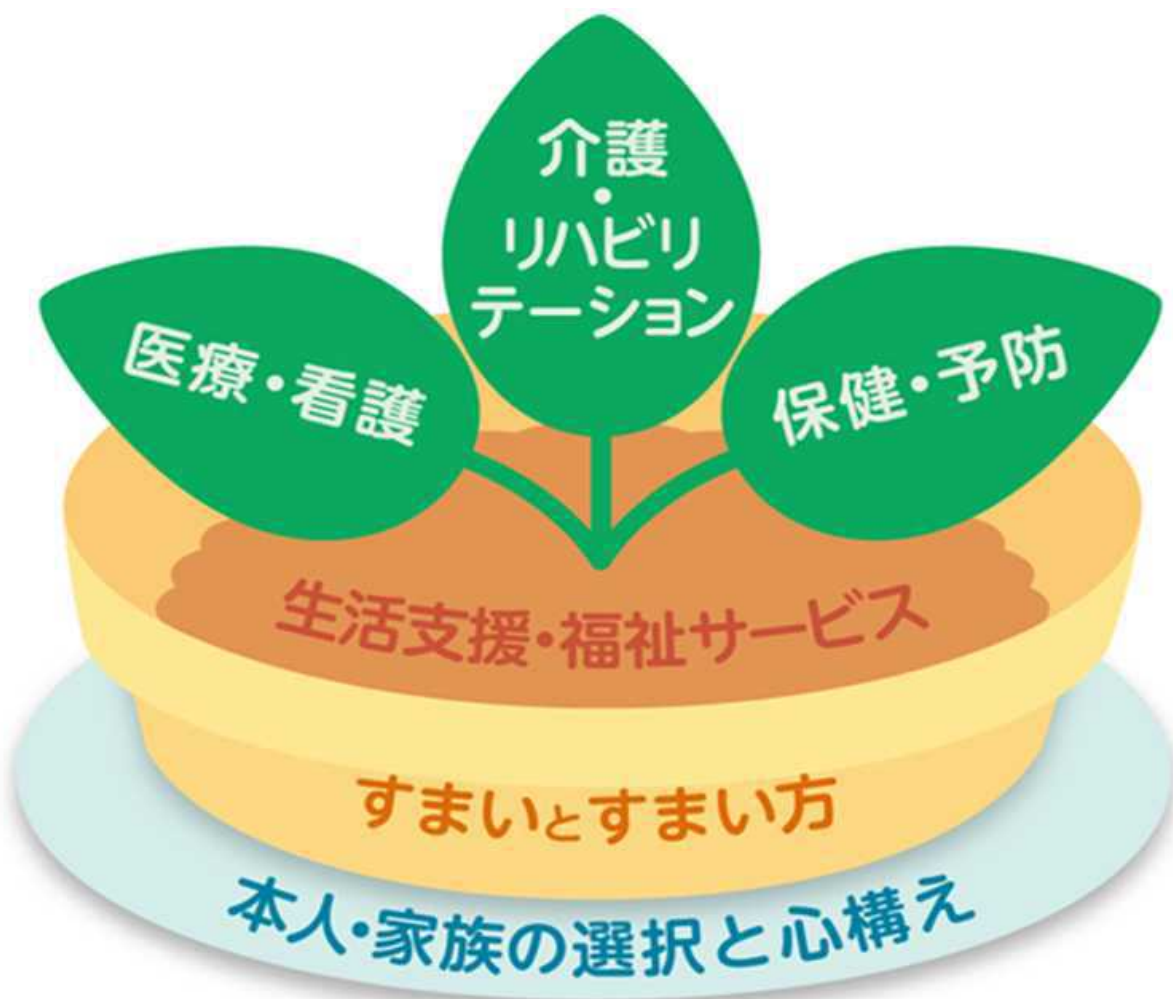 介護
・
リハビリ
テーション
医療・看護
保健・予防
生活支援・福祉サービス
すまいとすまい方
本人・家族の選択と心構え